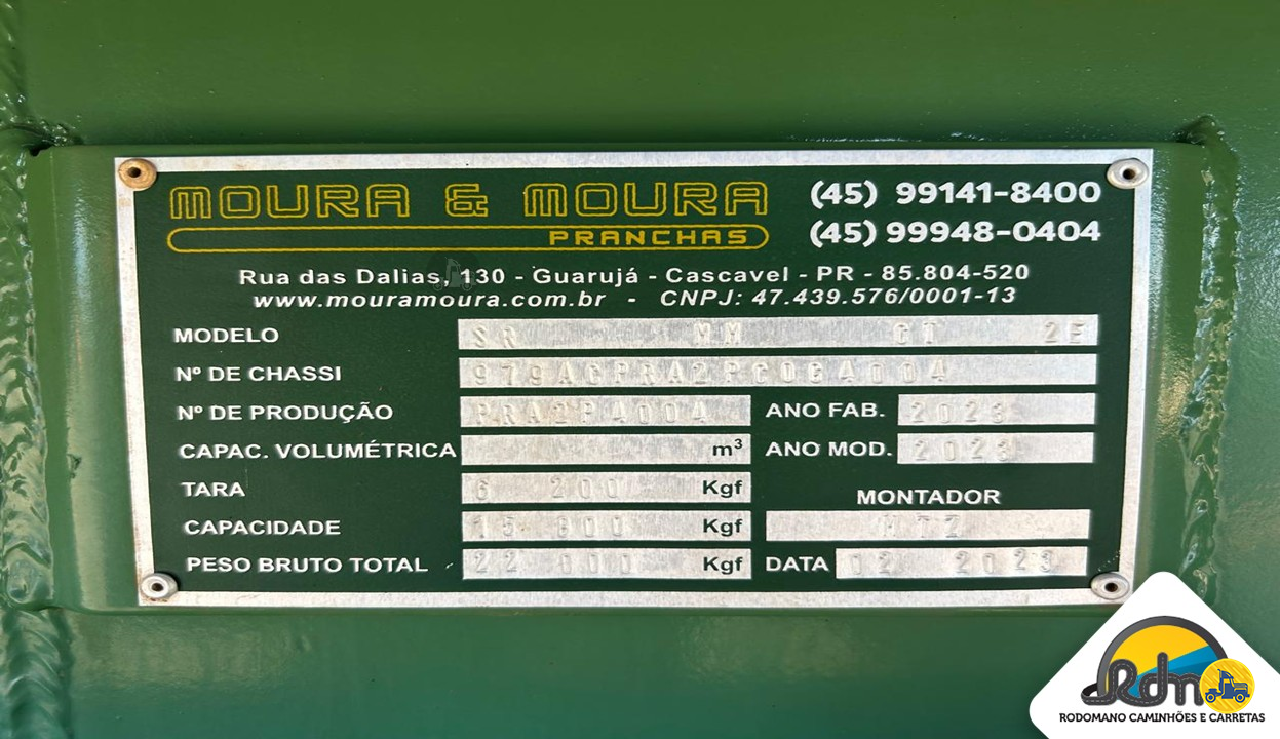 MOURA & MOURA
PRANCHAS
(45) 99141-8400
(45) 99948-0404
Rua das Dalias, 130 - Guarujá - Cascavel - PR - 85.804-520
www.mouramoura.com.br - CNPJ: 47.439.576/0001-13
MODELO SR MM CT 2E
Nº DE CHASSI 979ACPRA2PC0C4004
Nº DE PRODUÇÃO PRA2P4004 ANO FAB. 2023
CAPAC. VOLUMÉTRICA m³ ANO MOD. 2023
TARA 6 200 Kgf
MONTADOR
CAPACIDADE 15 800 Kgf MTZ
PESO BRUTO TOTAL 22 000 Kgf DATA 02 2023
Rdm
RODOMANO CAMINHÕES E CARRETAS